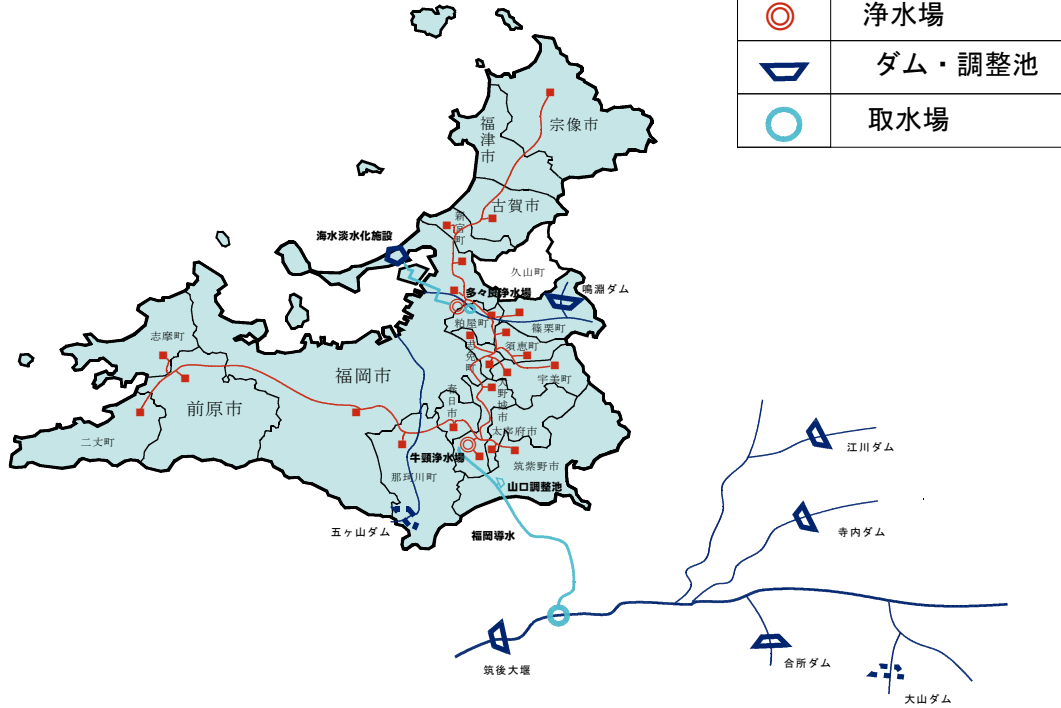 浄水場
ダム・調整池
取水場
宗像市
福津市
古賀市
新宮町
海水淡水化施設
久山町
鳴淵ダム
多々良浄水場
粕屋町
篠栗町
志摩町
須恵町
志免町
宇美町
福岡市
前原市
春日市
大野城市
太宰府市
二丈町
牛頸浄水場
筑紫野市
那珂川町
山口調整池
五ヶ山ダム
福岡導水
江川ダム
寺内ダム
筑後大堰
合所ダム
大山ダム